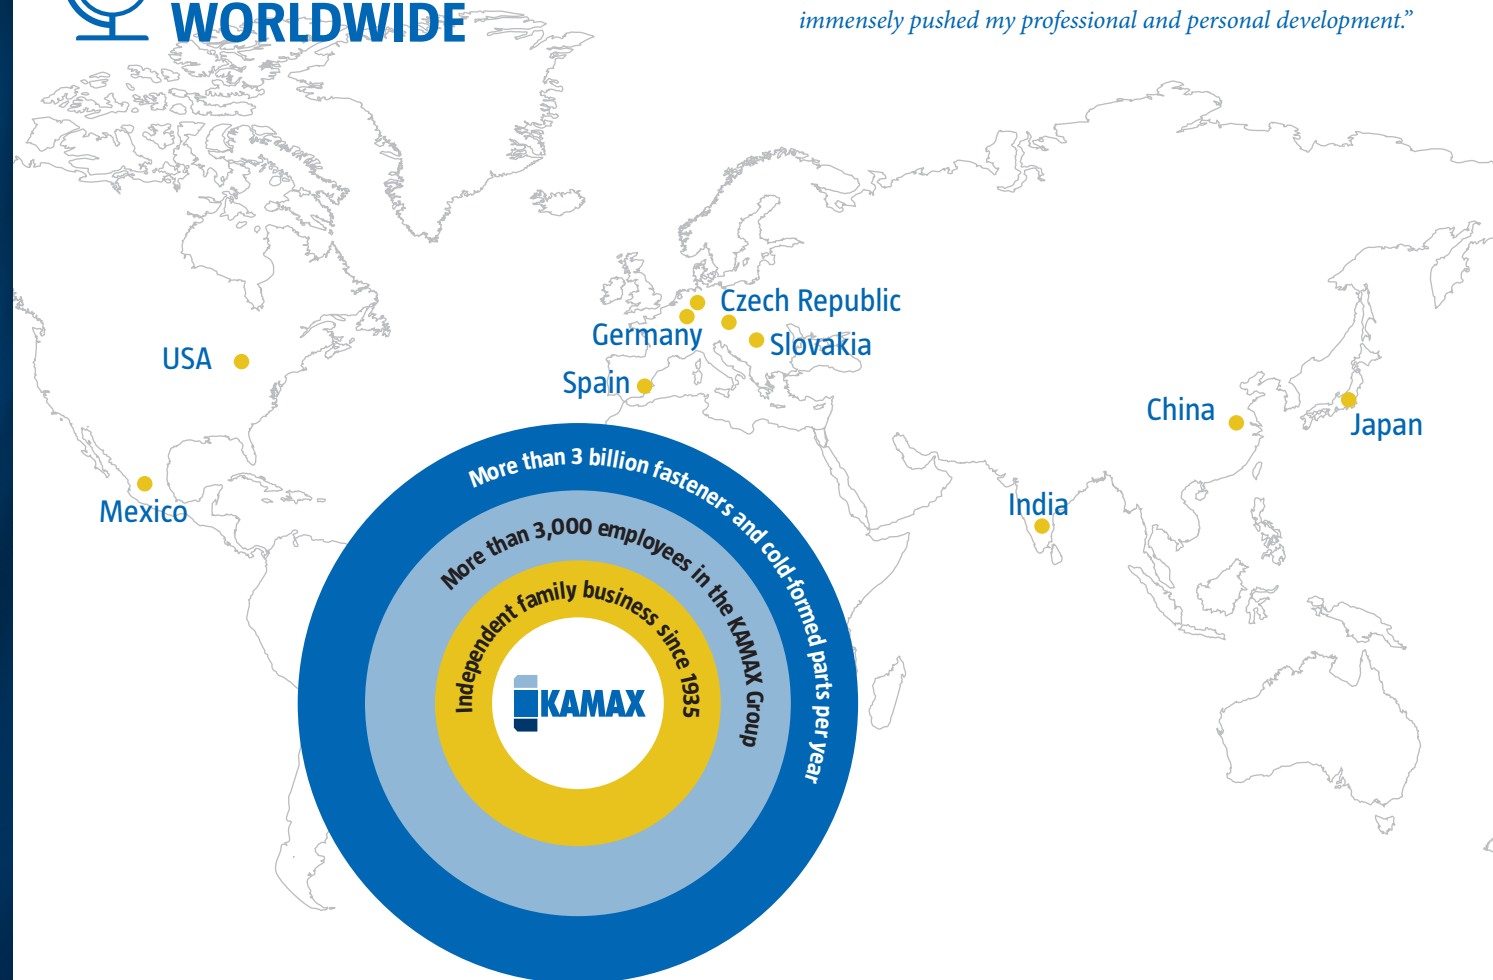 WORLDWIDE
immensely pushed my professional and personal development.”
Czech Republic
Germany
Slovakia
USA
Spain
China
Japan
Mexico
India
More than 3 billion fasteners and cold-formed parts per year
More than 3,000 employees in the KAMAX Group
Independent family business since 1935
KAMAX